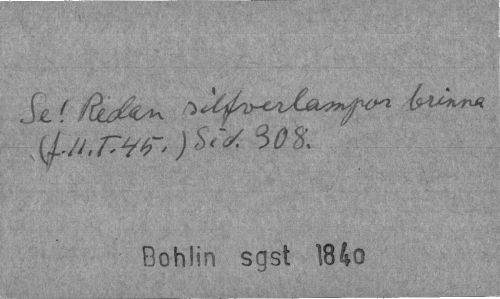 Se! Redan silfverlampor brinna
(f.U.T.45.) Sid. 308.
Bohlin sgst 1840